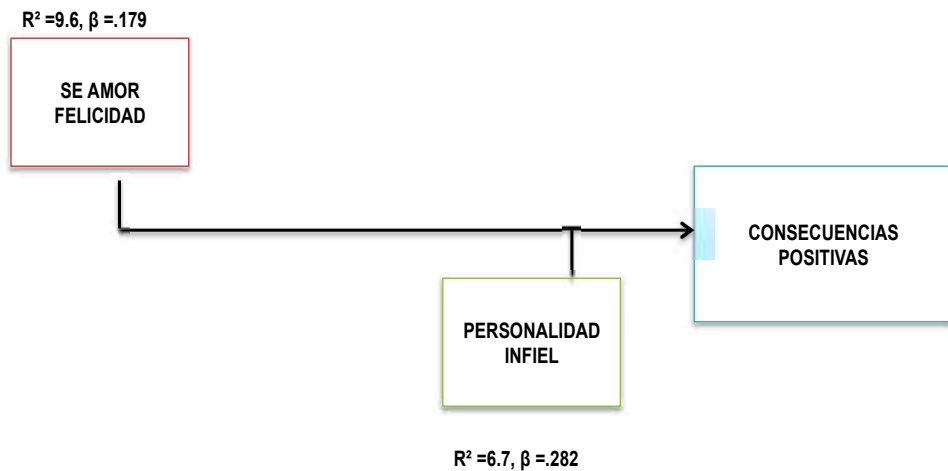 R² =9.6, β =.179
SE AMOR
FELICIDAD
CONSECUENCIAS
POSITIVAS
PERSONALIDAD
INFIEL
R² =6.7, β =.282